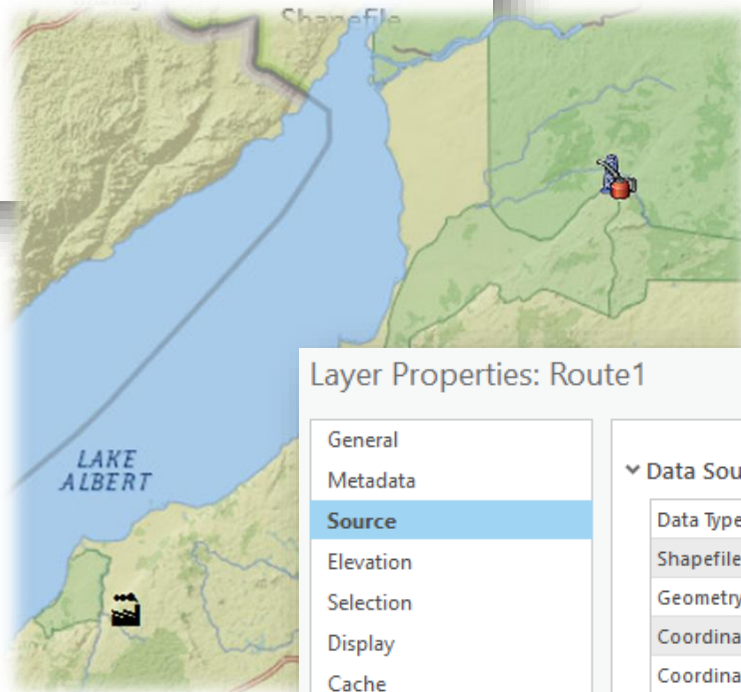 Shapefile
LAKE
ALBERT
Layer Properties: Route1
General
Metadata
Source
Elevation
Selection
Display
Cache
Data Sou
Data Type
Shapefile
Geometry
Coordina
Coordina